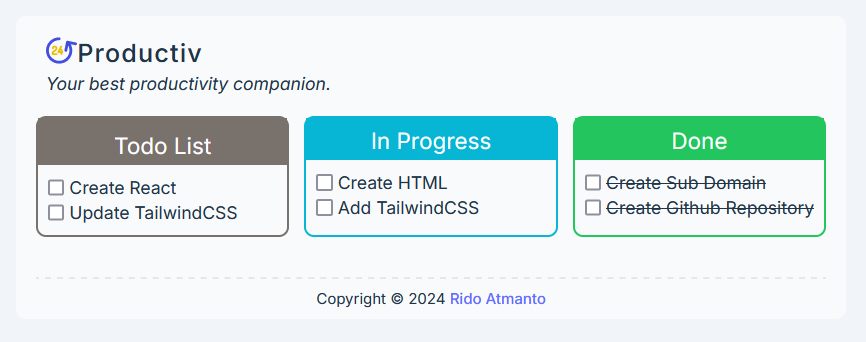 24
Productiv
Your best productivity companion.
Todo List
Create React
Update TailwindCSS
In Progress
Create HTML
Add TailwindCSS
Done
Create Sub Domain
Create Github Repository
Copyright © 2024 Rido Atmanto